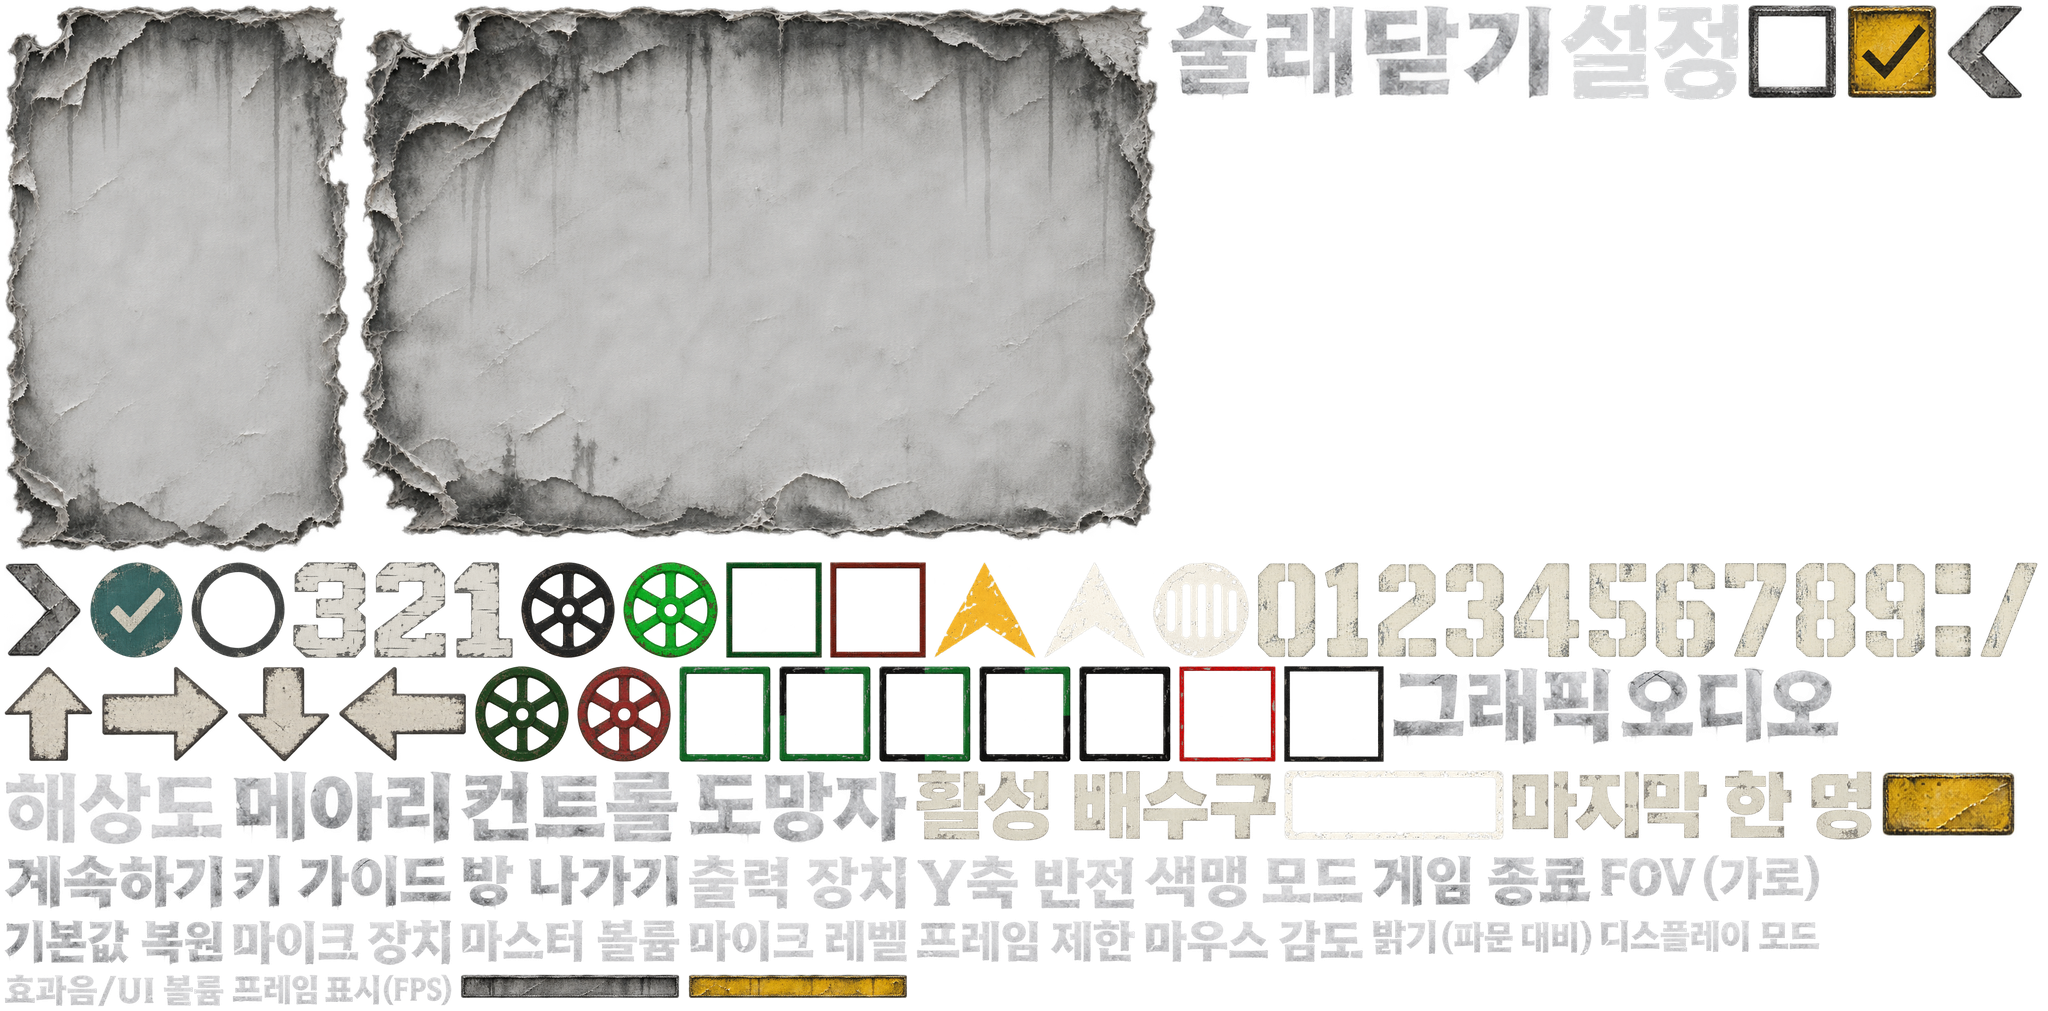 술래 닫기 설정
321 0123456789:/
그래픽 오디오
해상도 메아리 컨트롤 도망자 활성 배수구 마지막 한 명
계속하기 키 가이드 방 나가기 출력 장치 Y축 반전 색맹 모드 게임 종료 FOV (가로)
기본값 복원 마이크 장치 마스터 볼륨 마이크 레벨 프레임 제한 마우스 감도 밝기(파문 대비) 디스플레이 모드
효과음/UI 볼륨 프레임 표시(FPS)